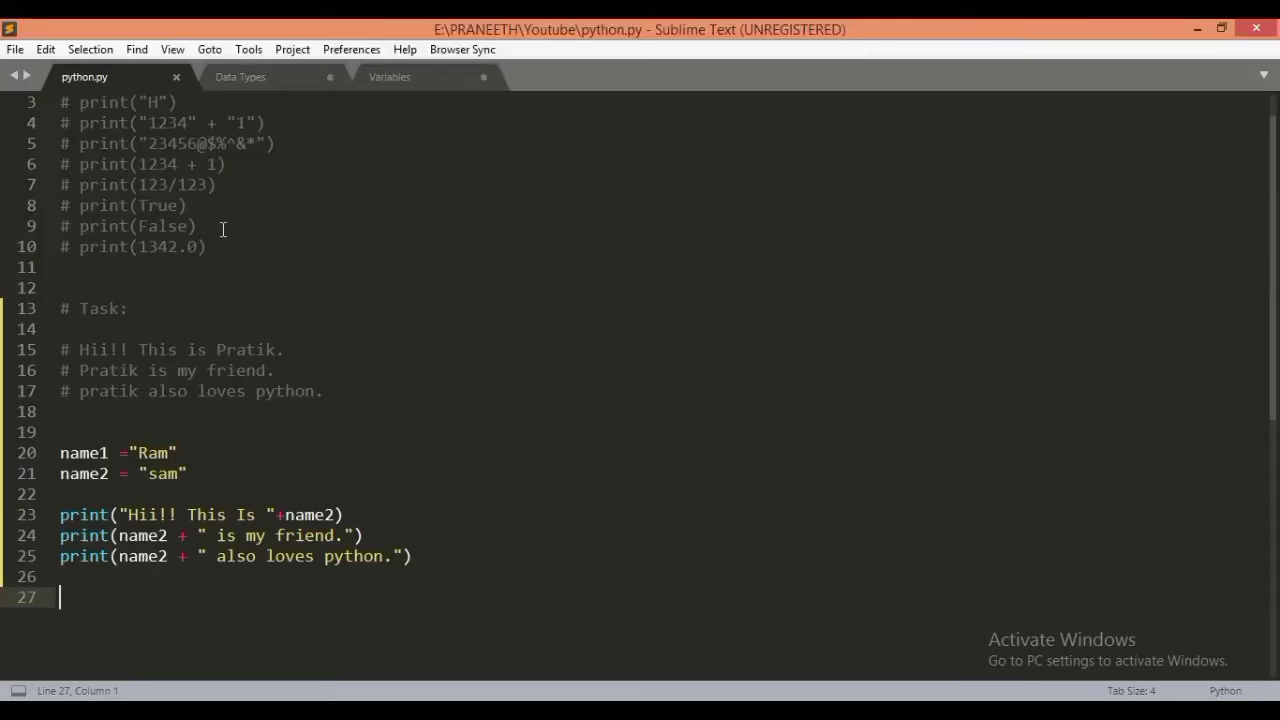 E:\PRANEETH\Youtube\python.py - Sublime Text (UNREGISTERED)
File Edit Selection Find View Goto Tools Project Preferences Help Browser Sync
python.py Data Types Variables
3 # print("H")
4 # print("1234" + "1")
5 # print("23456@$%^&*")
6 # print(1234 + 1)
7 # print(123/123)
8 # print(True)
9 # print(False)
10 # print(1342.0)
11
12
13 # Task:
14
15 # Hii!! This is Pratik.
16 # Pratik is my friend.
17 # pratik also loves python.
18
19
20 name1 ="Ram"
21 name2 = "sam"
22
23 print("Hii!! This Is "+name2)
24 print(name2 + " is my friend.")
25 print(name2 + " also loves python.")
26
27
Activate Windows
Go to PC settings to activate Windows.
Line 27, Column 1 Tab Size: 4 Python